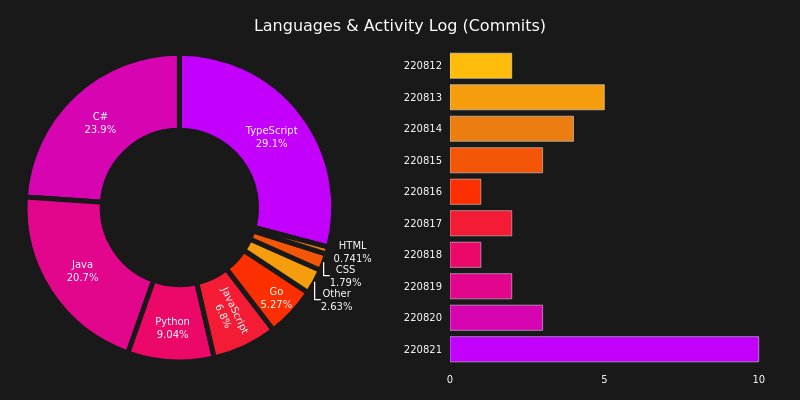 Languages & Activity Log (Commits)
TypeScript
29.1%
C#
23.9%
Java
20.7%
Python
9.04%
JavaScript
6.8%
Go
5.27%
Other
2.63%
CSS
1.79%
HTML
0.741%
220812
220813
220814
220815
220816
220817
220818
220819
220820
220821
0 5 10